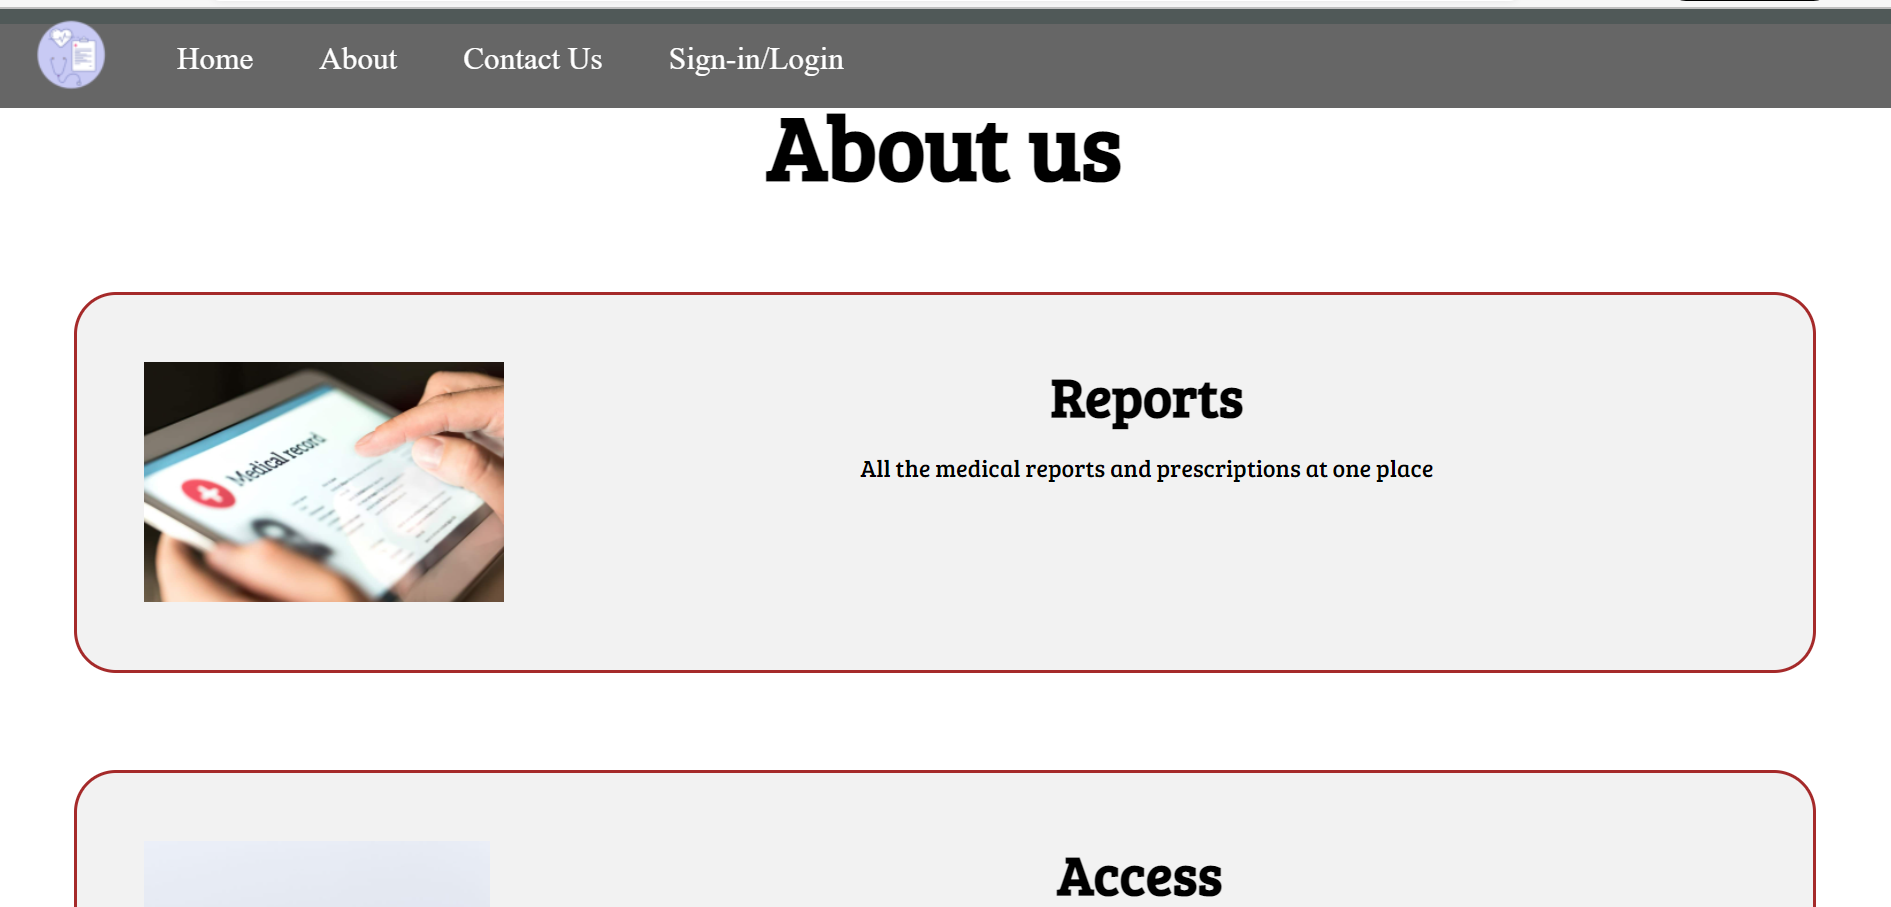 Home About Contact Us Sign-in/Login
About us
Medical record
Reports
All the medical reports and prescriptions at one place
Access